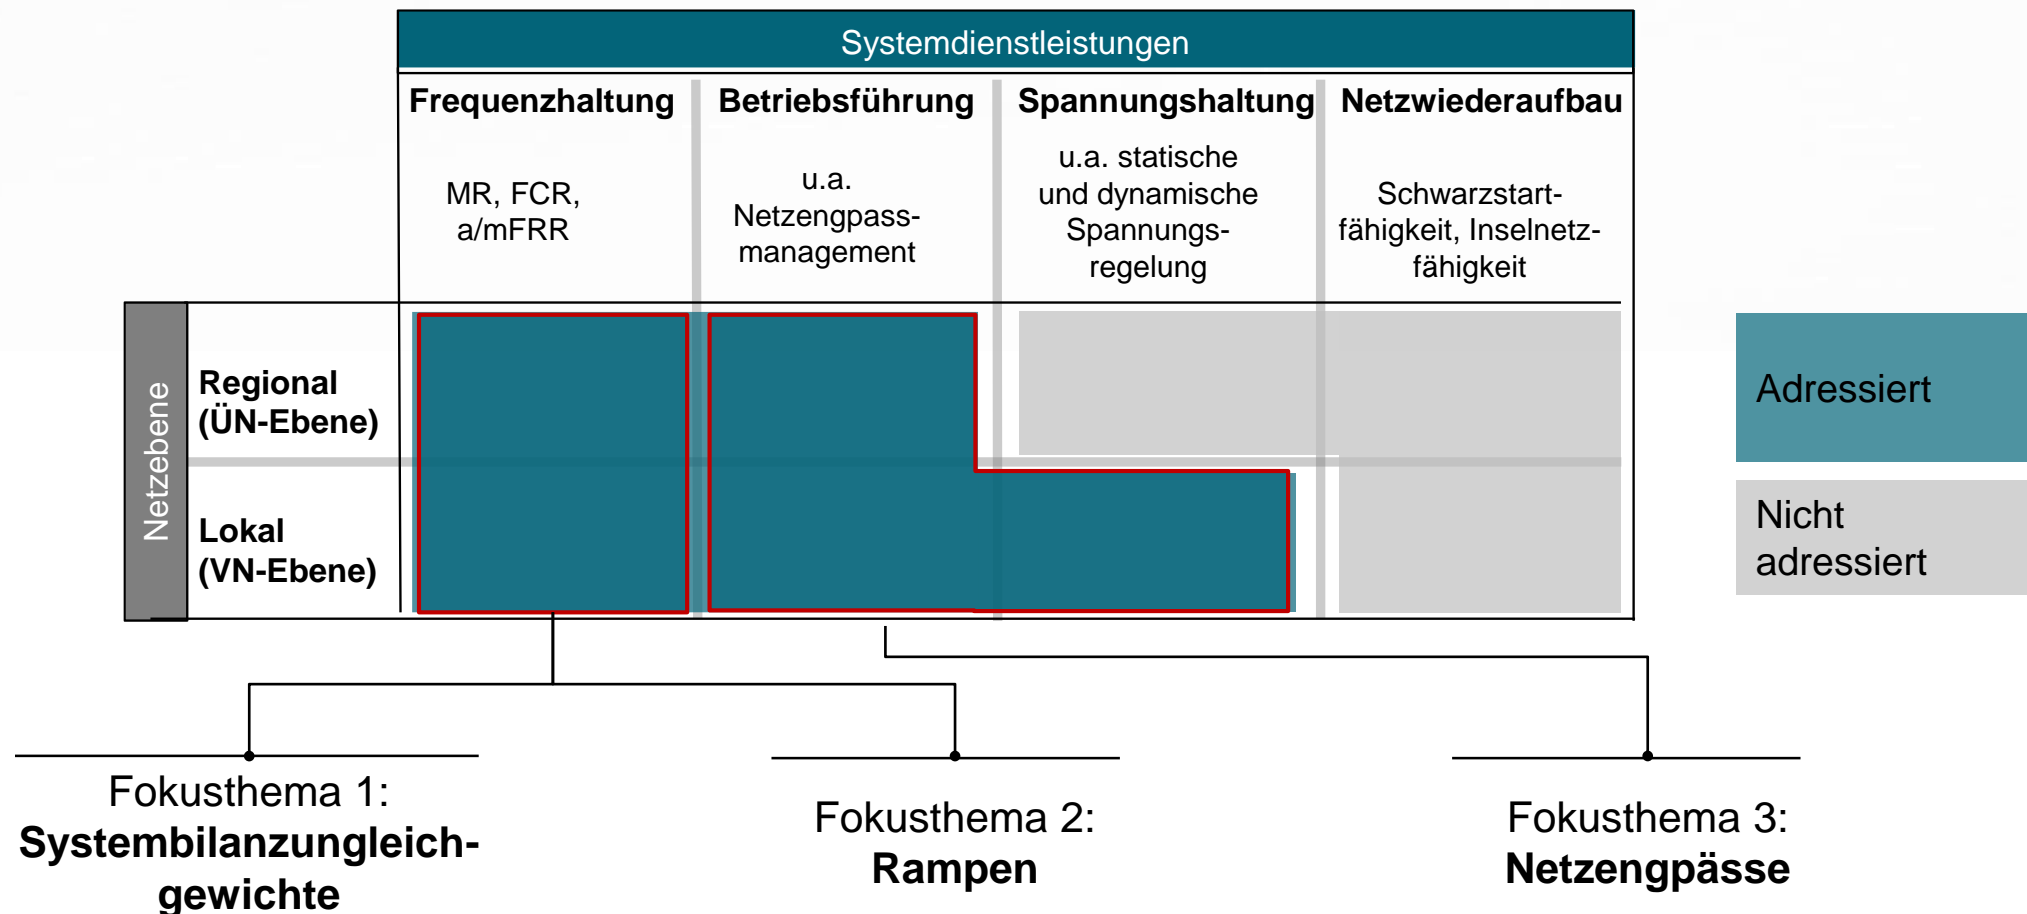 Systemdienstleistungen
Frequenzhaltung
MR, FCR,
a/mFRR
Betriebsführung
u.a.
Netzengpass-
management
Spannungshaltung
u.a. statische
und dynamische
Spannungs-
regelung
Netzwiederaufbau
Schwarzstart-
fähigkeit, Inselnetz-
fähigkeit
Netzebene
Regional
(ÜN-Ebene)
Lokal
(VN-Ebene)
Adressiert
Nicht
adressiert
Fokusthema 1:
Systembilanzungleich-
gewichte
Fokusthema 2:
Rampen
Fokusthema 3:
Netzengpässe